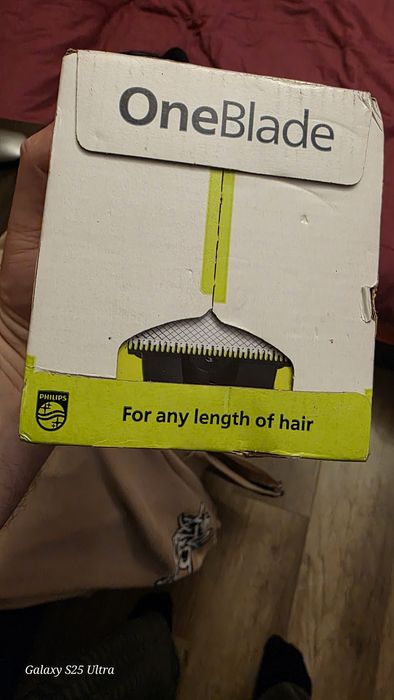 OneBlade
PHILIPS
For any length of hair
Galaxy S25 Ultra